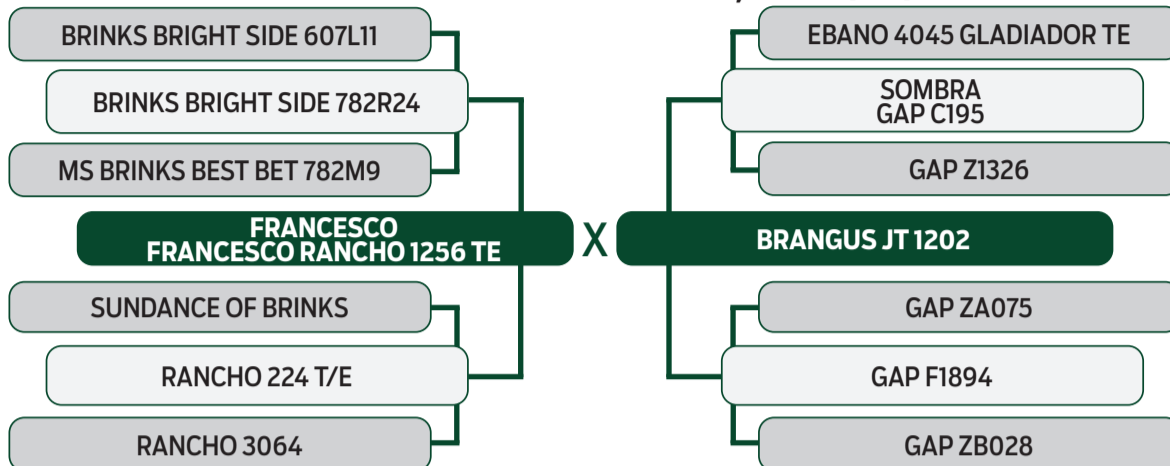 BRINKS BRIGHT SIDE 607L11
BRINKS BRIGHT SIDE 782R24
MS BRINKS BEST BET 782M9
FRANCESCO
FRANCESCO RANCHO 1256 TE
SUNDANCE OF BRINKS
RANCHO 224 T/E
RANCHO 3064
X
EBANO 4045 GLADIADOR TE
SOMBRA
GAP C195
GAP Z1326
BRANGUS JT 1202
GAP ZA075
GAP F1894
GAP ZB028